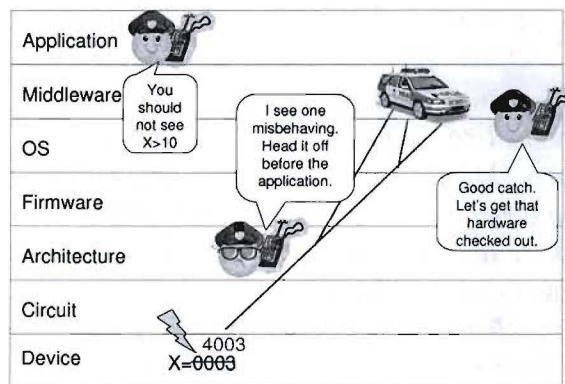 Application
You
should
not see
X>10
Middleware
I see one
misbehaving.
Head it off
before the
application.
OS
Good catch.
Let's get that
hardware
checked out.
Firmware
Architecture
Circuit
4003
X=0003
Device